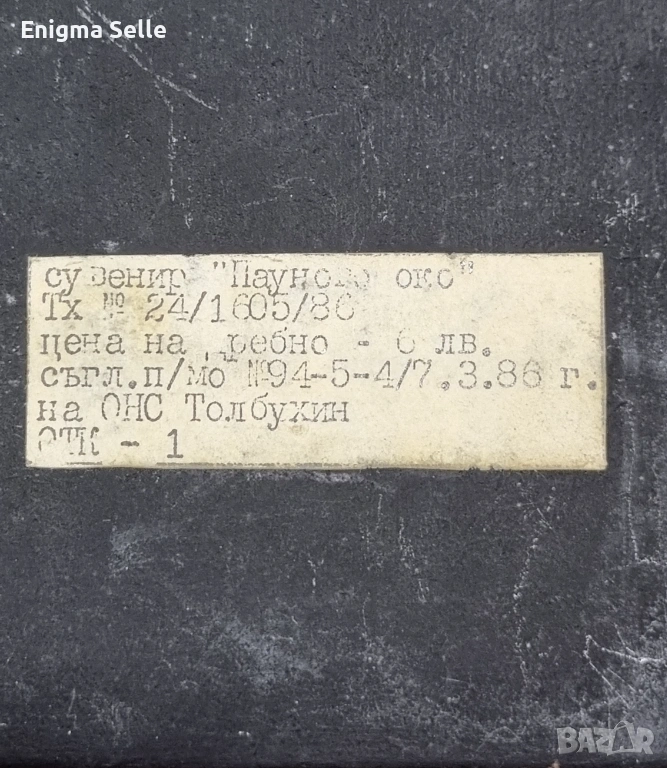 Enigma Selle
сувенир "Пауново око"
Тх № 24/1605/86
цена на дребно - 6 лв.
съгл.п/мо №94-5-4/7.3.86 г.
на ОНС Толбухин
ОТК - 1
BAZAR